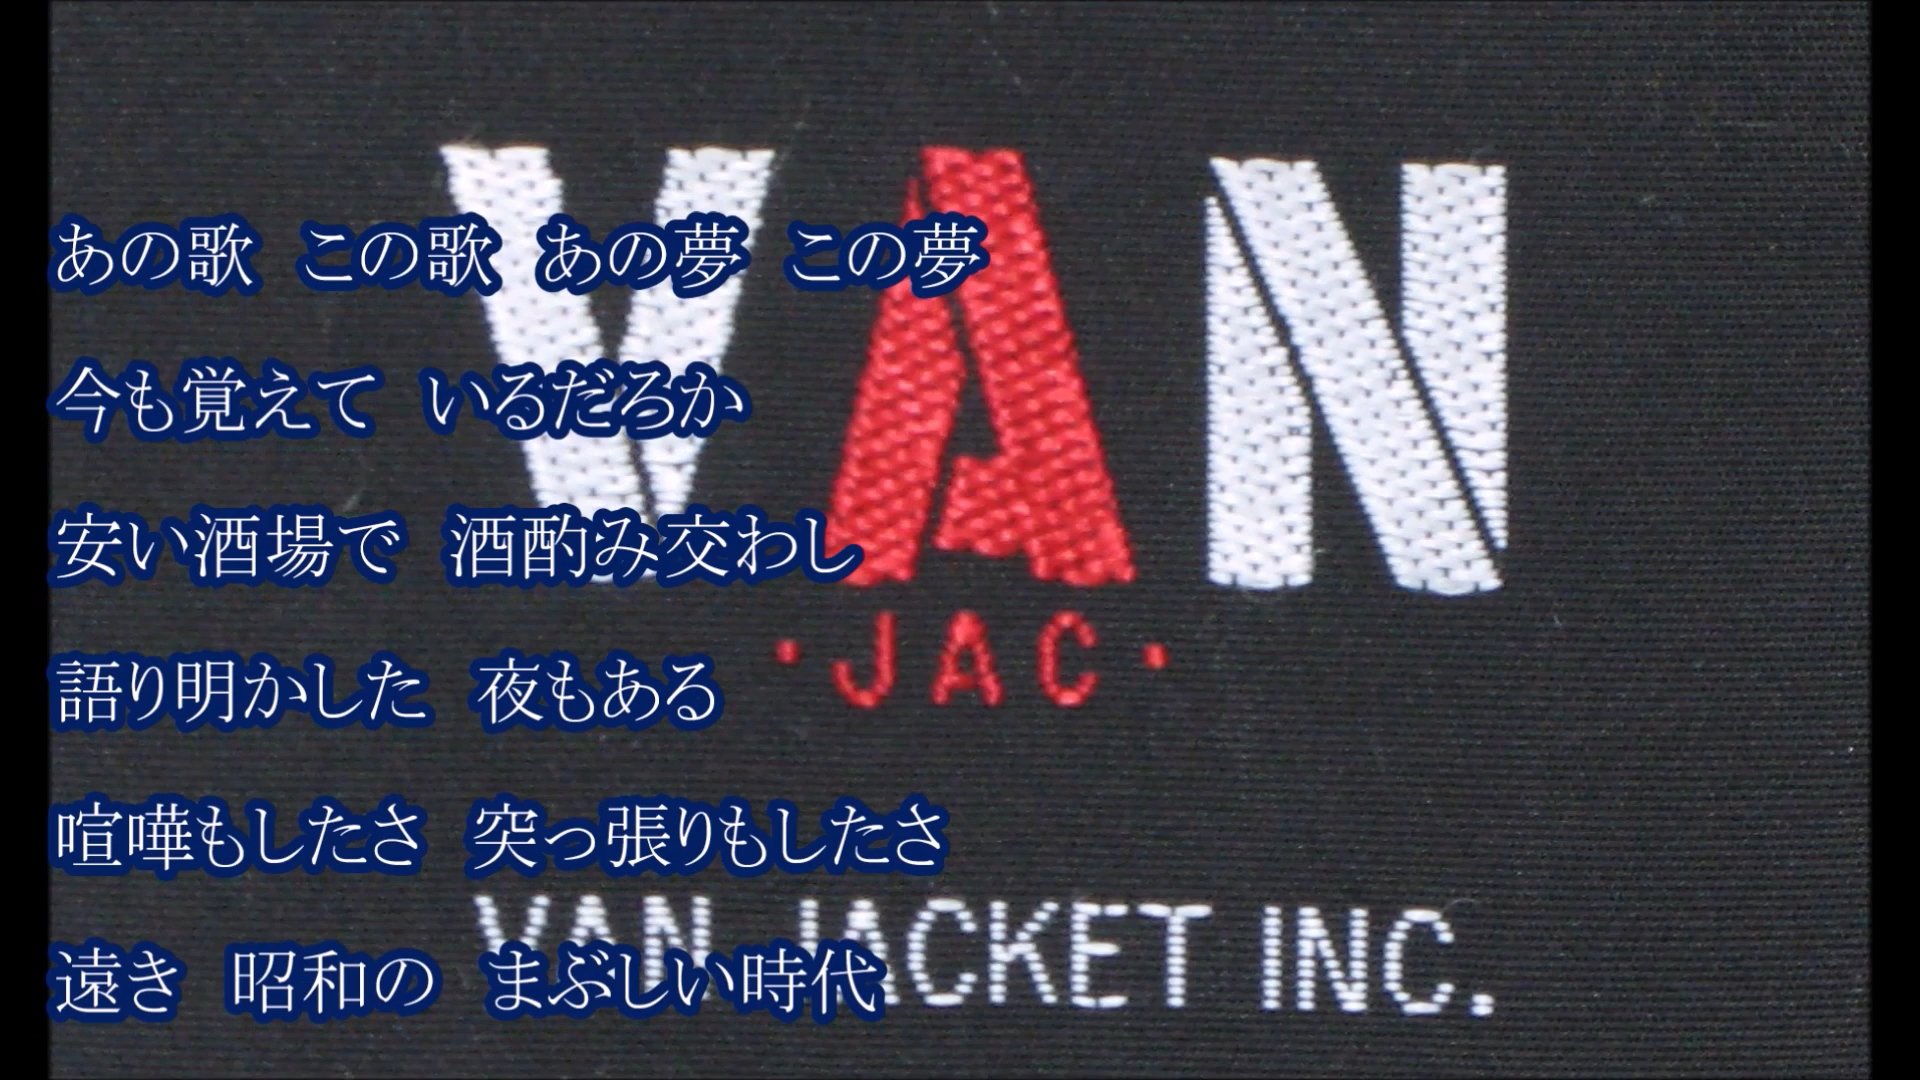 VAN
あの歌　この歌　あの夢　この夢
今も覚えて　いるだろか
安い酒場で　酒酌み交わし
・JAC・
語り明かした　夜もある
喧嘩もしたさ　突っ張りもしたさ
VAN JACKET INC.
遠き　昭和の　まぶしい時代